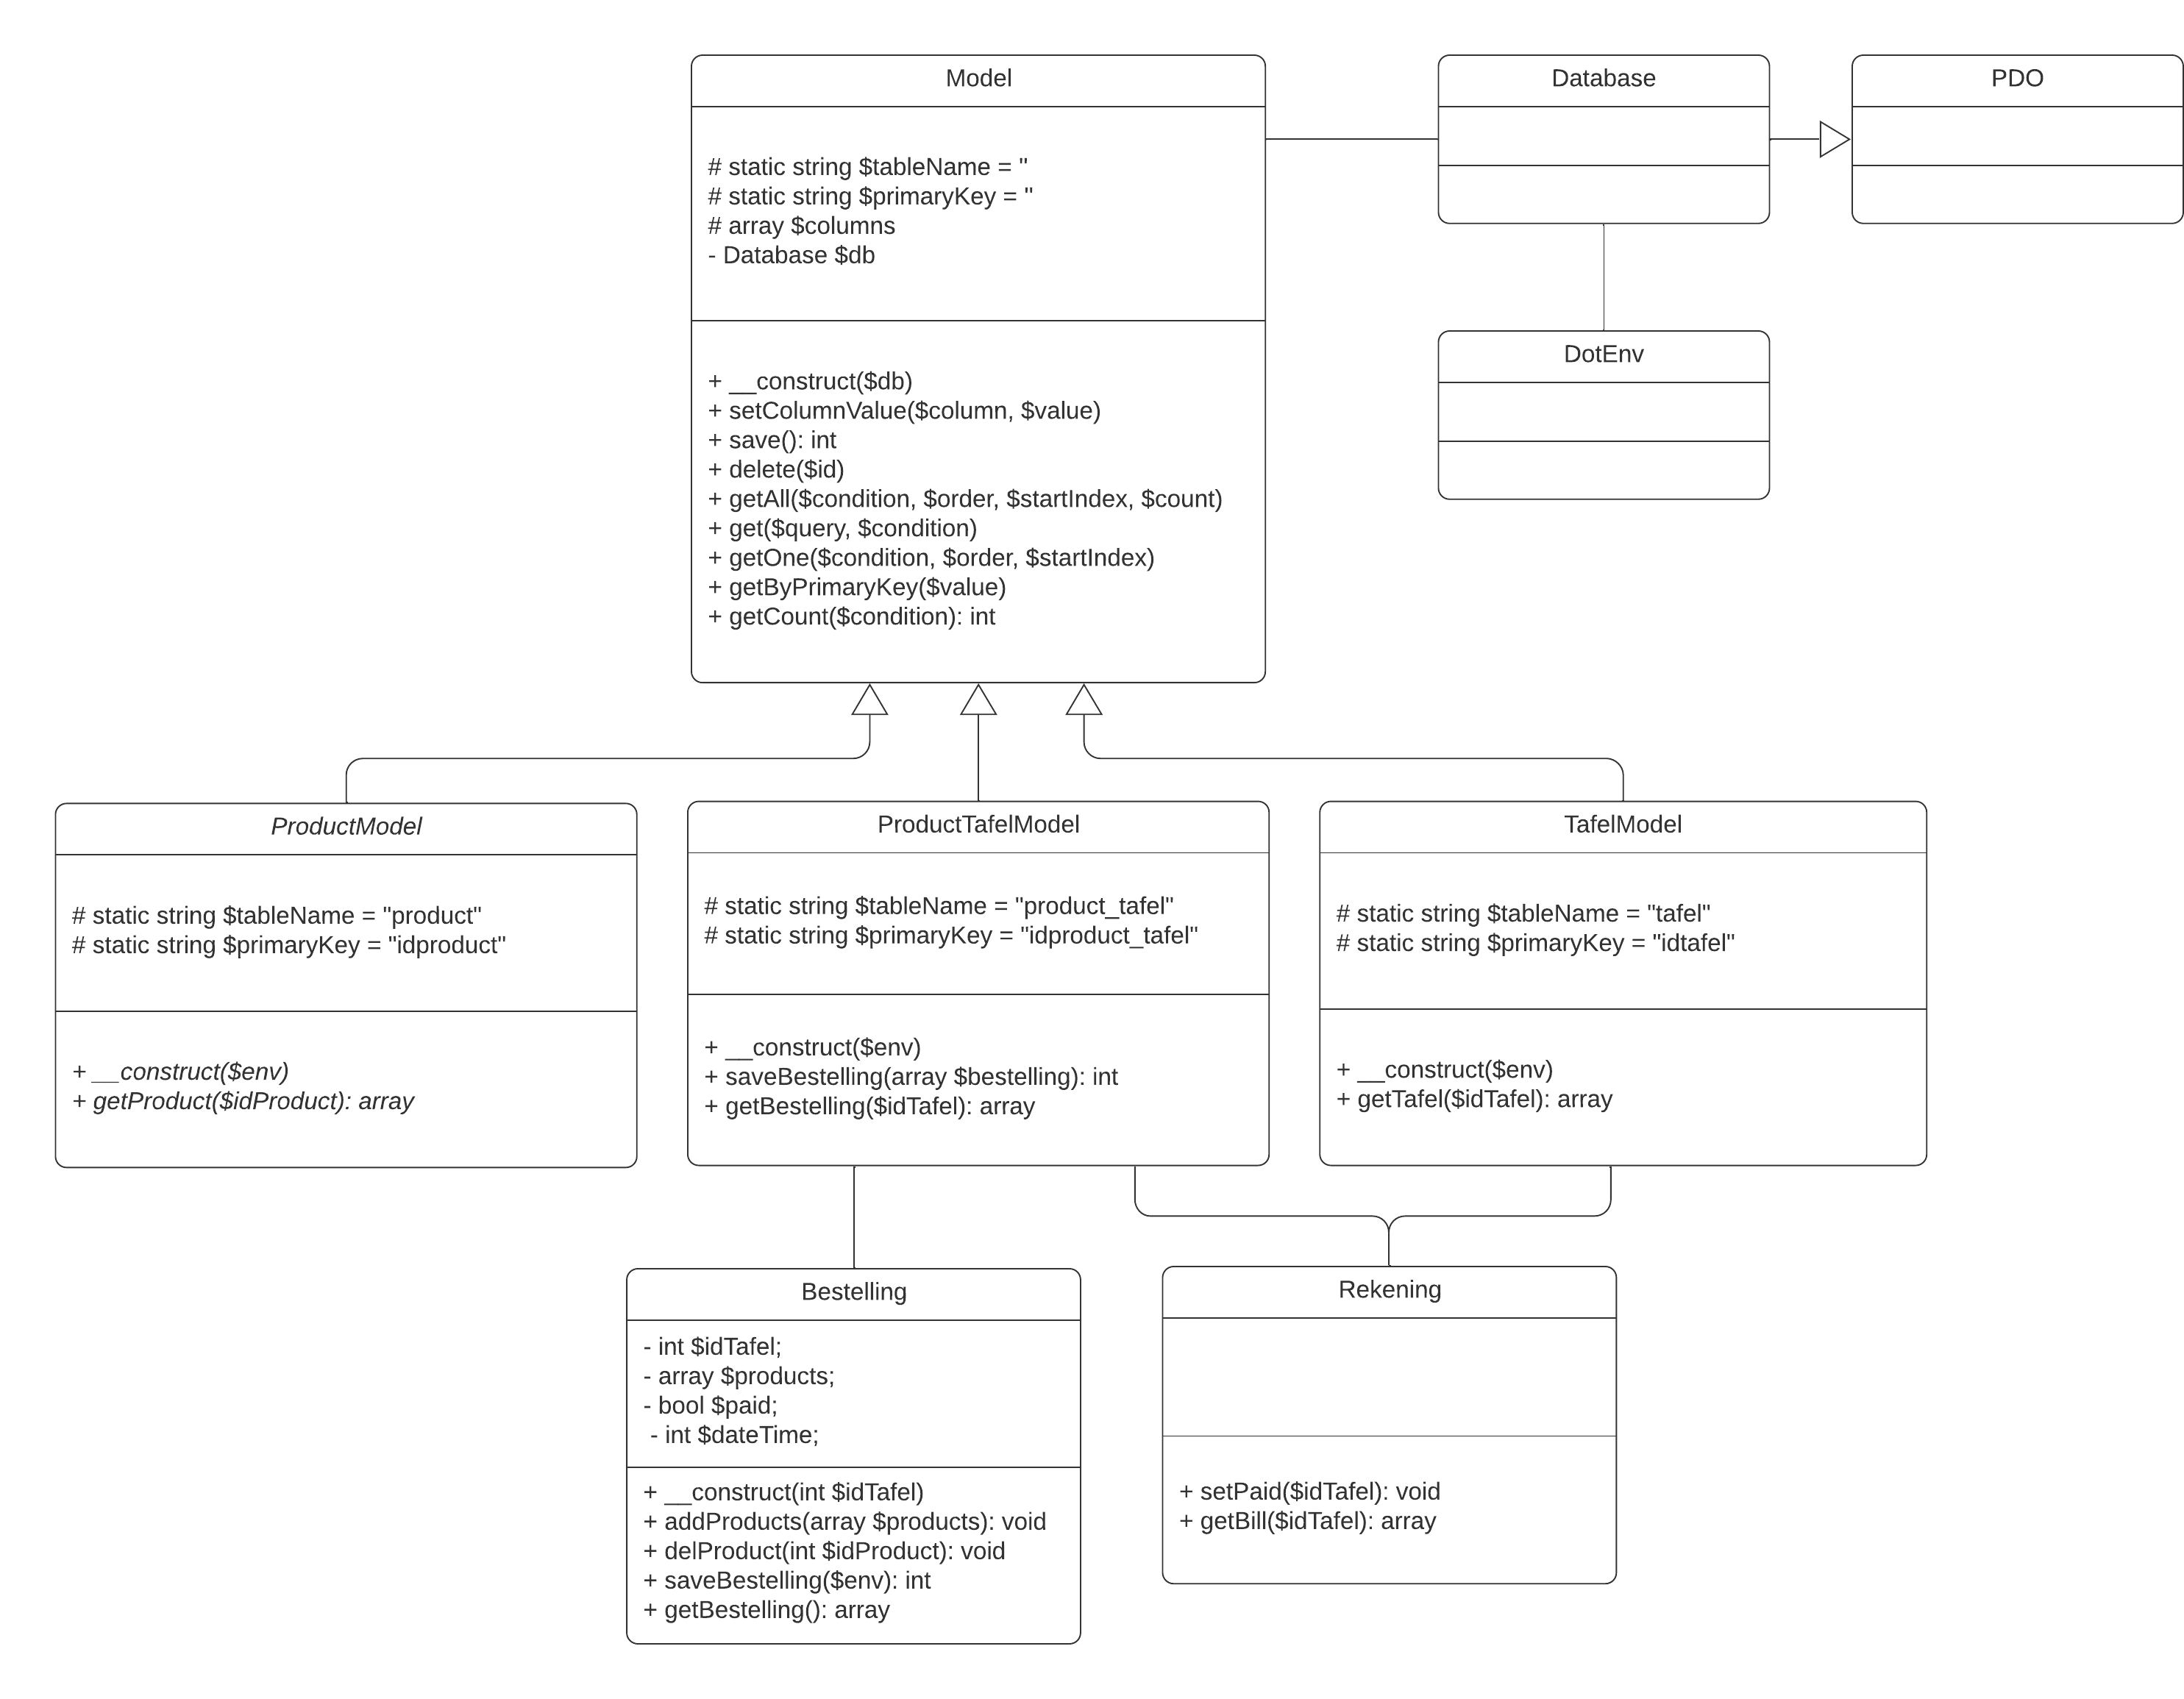 Model
# static string $tableName = ''
# static string $primaryKey = ''
# array $columns
- Database $db
+ __construct($db)
+ setColumnValue($column, $value)
+ save(): int
+ delete($id)
+ getAll($condition, $order, $startIndex, $count)
+ get($query, $condition)
+ getOne($condition, $order, $startIndex)
+ getByPrimaryKey($value)
+ getCount($condition): int
Database
PDO
DotEnv
ProductModel
# static string $tableName = "product"
# static string $primaryKey = "idproduct"
+ __construct($env)
+ getProduct($idProduct): array
ProductTafelModel
# static string $tableName = "product_tafel"
# static string $primaryKey = "idproduct_tafel"
+ __construct($env)
+ saveBestelling(array $bestelling): int
+ getBestelling($idTafel): array
TafelModel
# static string $tableName = "tafel"
# static string $primaryKey = "idtafel"
+ __construct($env)
+ getTafel($idTafel): array
Bestelling
- int $idTafel;
- array $products;
- bool $paid;
- int $dateTime;
+ __construct(int $idTafel)
+ addProducts(array $products): void
+ delProduct(int $idProduct): void
+ saveBestelling($env): int
+ getBestelling(): array
Rekening
+ setPaid($idTafel): void
+ getBill($idTafel): array